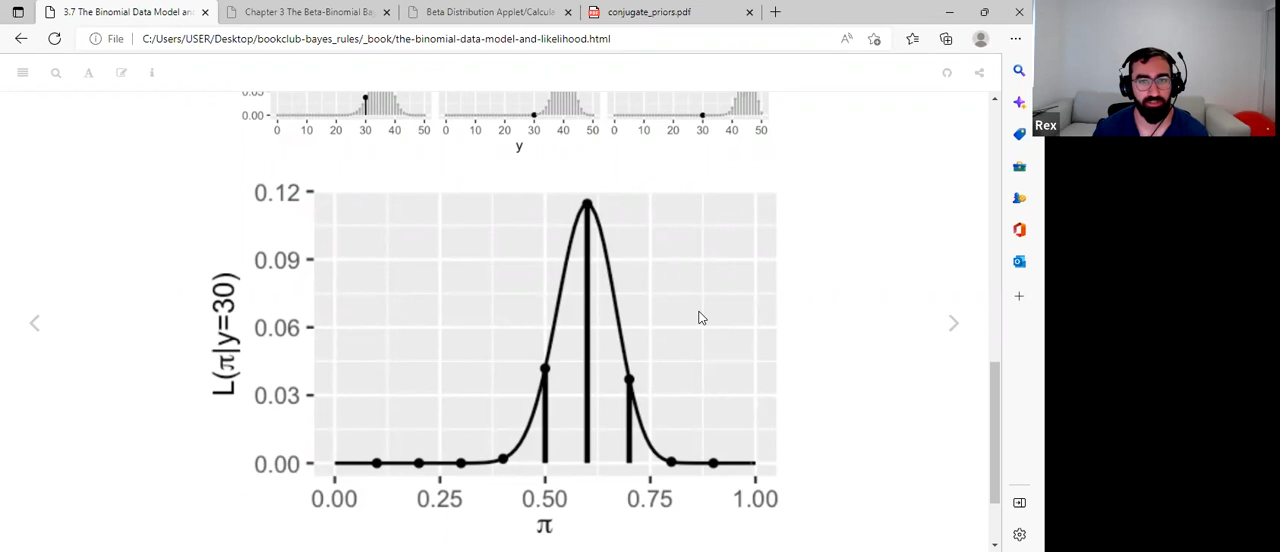 3.7 The Binomial Data Model an
Chapter 3 The Beta-Binomial Ba
Beta Distribution Applet/Calcula
conjugate_priors.pdf
File
C:/Users/USER/Desktop/bookclub-bayes_rules/_book/the-binomial-data-model-and-likelihood.html
Rex
0.00
0 10 20 30 40 50
0 10 20 30 40 50
0 10 20 30 40 50
y
0.12
0.09
0.06
0.03
0.00
L(π|y=30)
0.00 0.25 0.50 0.75 1.00
π